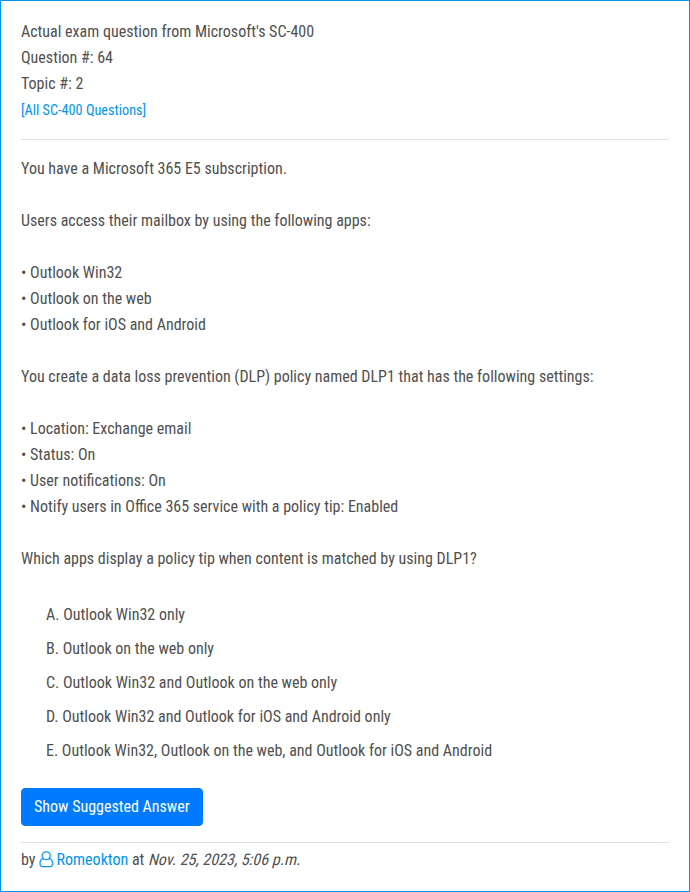 Actual exam question from Microsoft's SC-400
Question #: 64
Topic #: 2
[All SC-400 Questions]
You have a Microsoft 365 E5 subscription.
Users access their mailbox by using the following apps:
• Outlook Win32
• Outlook on the web
• Outlook for iOS and Android
You create a data loss prevention (DLP) policy named DLP1 that has the following settings:
• Location: Exchange email
• Status: On
• User notifications: On
• Notify users in Office 365 service with a policy tip: Enabled
Which apps display a policy tip when content is matched by using DLP1?
A. Outlook Win32 only
B. Outlook on the web only
C. Outlook Win32 and Outlook on the web only
D. Outlook Win32 and Outlook for iOS and Android only
E. Outlook Win32, Outlook on the web, and Outlook for iOS and Android
Show Suggested Answer
by Romeokton at Nov. 25, 2023, 5:06 p.m.